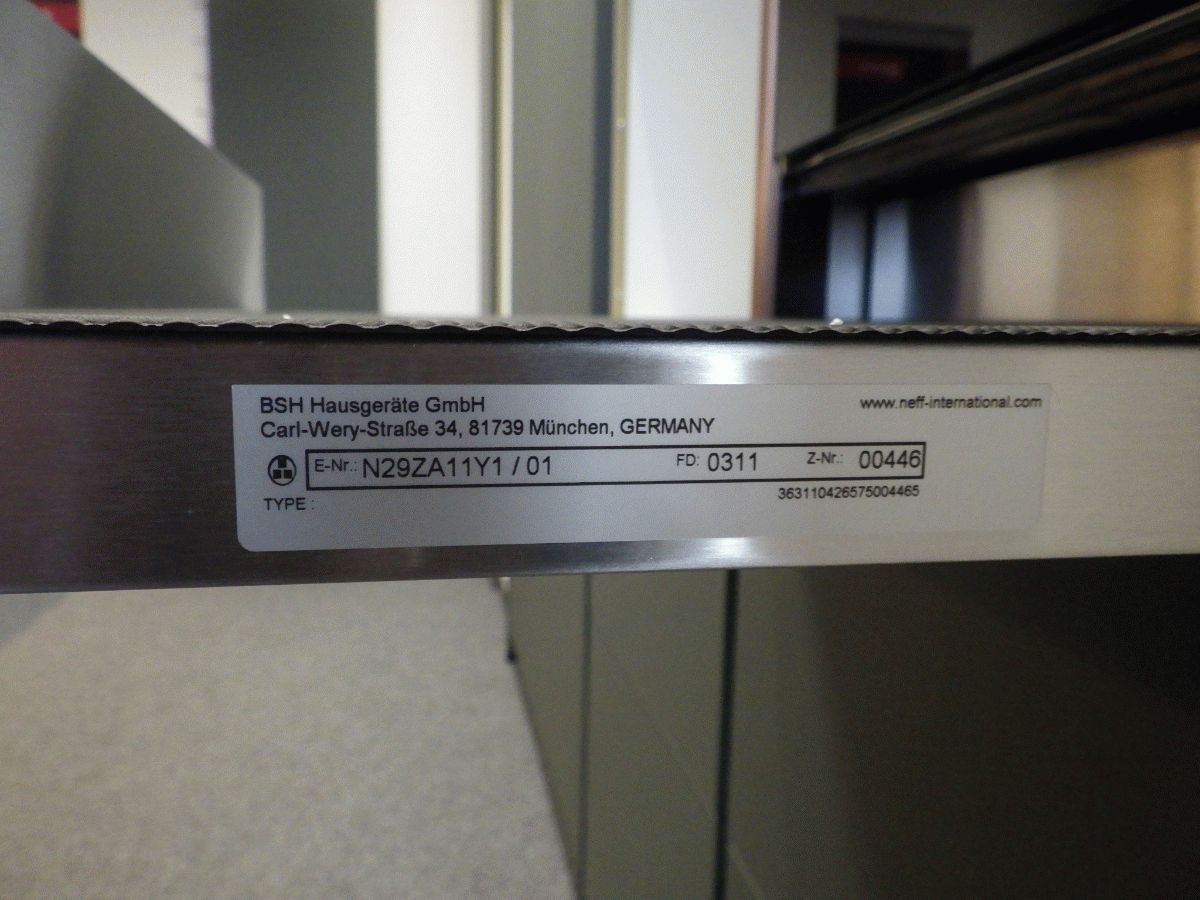 BSH Hausgeräte GmbH
www.neff-international.com
Carl-Wery-Straße 34, 81739 München, GERMANY
E-Nr.: N29ZA11Y1 / 01 FD: 0311 Z-Nr.: 00446
363110426575004465
TYPE :